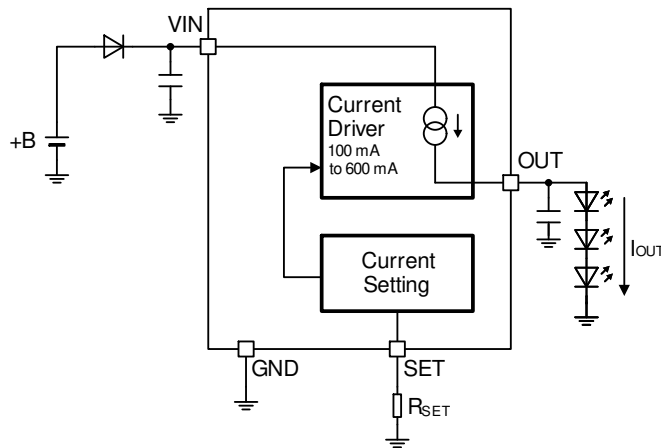 VIN
+B
Current
Driver
100 mA
to 600 mA
OUT
IOUT
Current
Setting
GND
SET
RSET